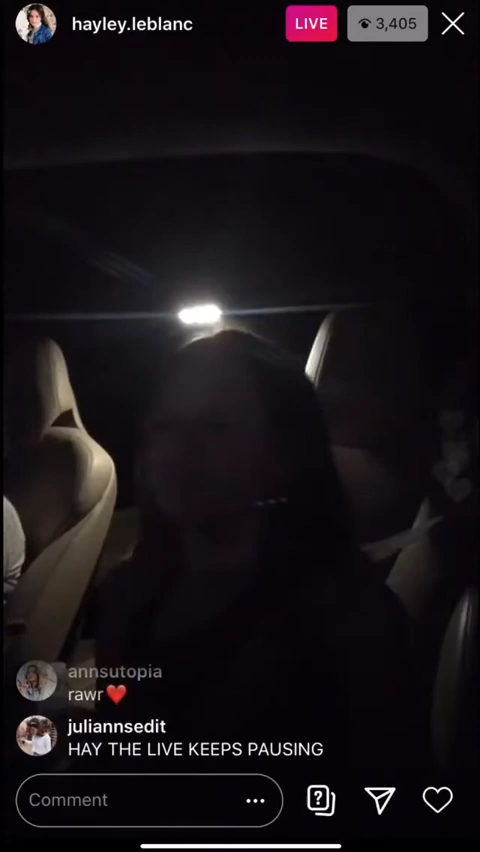 hayley.leblanc LIVE 3,405
annsutopia
rawr❤️
juliannsedit
HAY THE LIVE KEEPS PAUSING
Comment
?